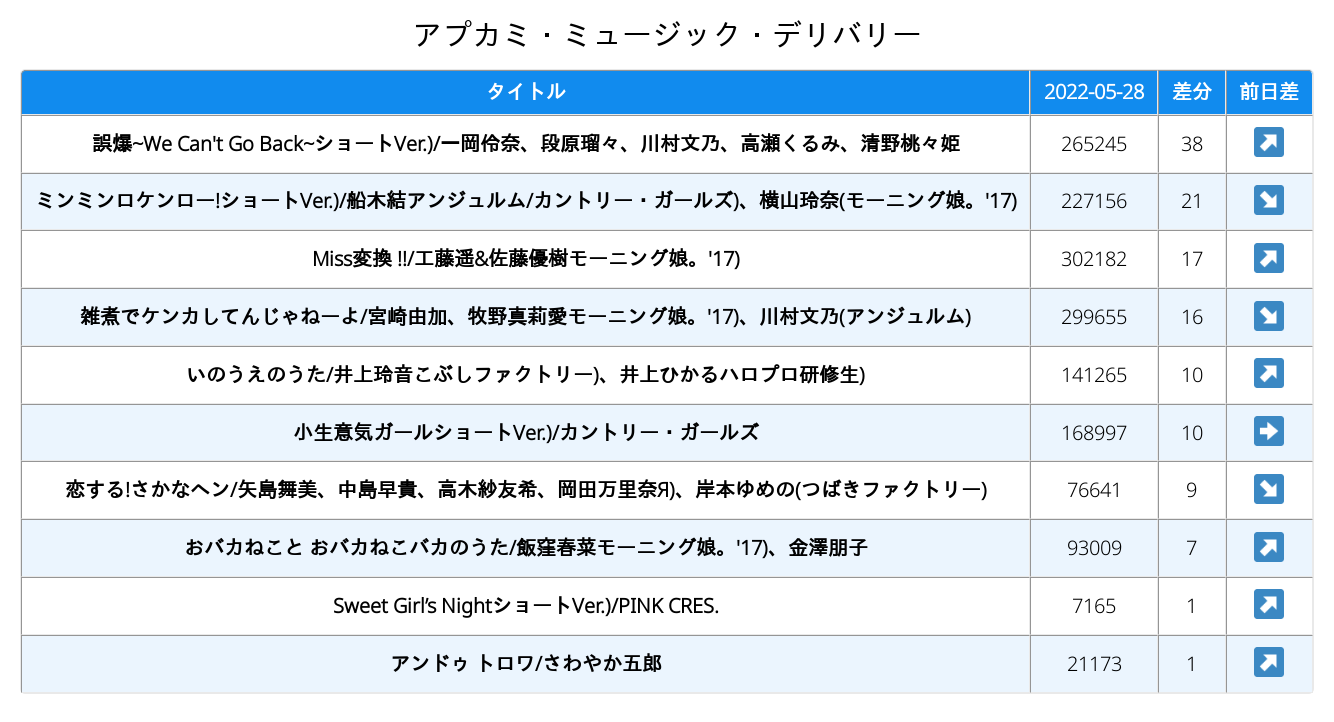 アプカミ・ミュージック・デリバリー
タイトル 2022-05-28 差分 前日差
誤爆~We Can't Go Back~ショートVer.)/一岡伶奈、段原瑠々、川村文乃、高瀬くるみ、清野桃々姫 265245 38
ミンミンロケンロー!ショートVer.)/船木結アンジュルム/カントリー・ガールズ)、横山玲奈(モーニング娘。'17) 227156 21
Miss変換 !!/工藤遥&佐藤優樹モーニング娘。'17) 302182 17
雑煮でケンカしてんじゃねーよ/宮崎由加、牧野真莉愛モーニング娘。'17)、川村文乃(アンジュルム) 299655 16
いのうえのうた/井上玲音こぶしファクトリー)、井上ひかるハロプロ研修生) 141265 10
小生意気ガールショートVer.)/カントリー・ガールズ 168997 10
恋する!さかなヘン/矢島舞美、中島早貴、高木紗友希、岡田万里奈Я)、岸本ゆめの(つばきファクトリー) 76641 9
おバカねこと おバカねこバカのうた/飯窪春菜モーニング娘。'17)、金澤朋子 93009 7
Sweet Girl’s NightショートVer.)/PINK CRES. 7165 1
アンドゥ トロワ/さわやか五郎 21173 1